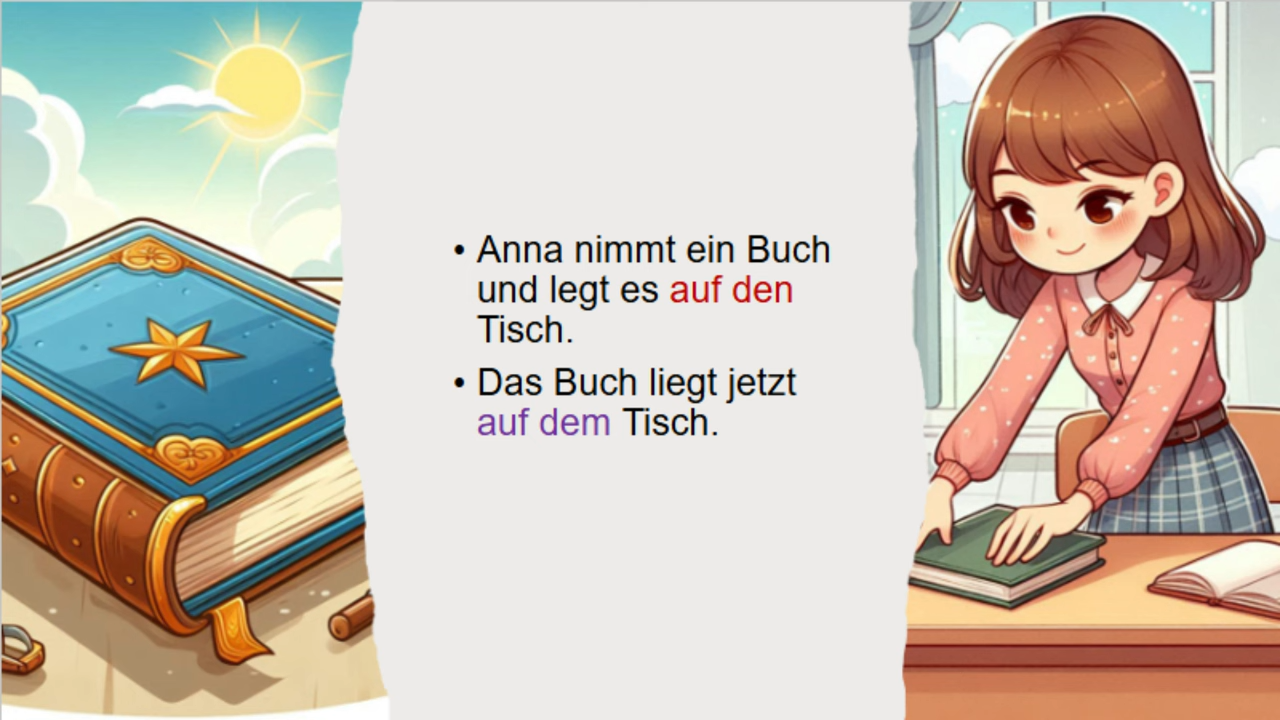 • Anna nimmt ein Buch
und legt es auf den
Tisch.
• Das Buch liegt jetzt
auf dem Tisch.